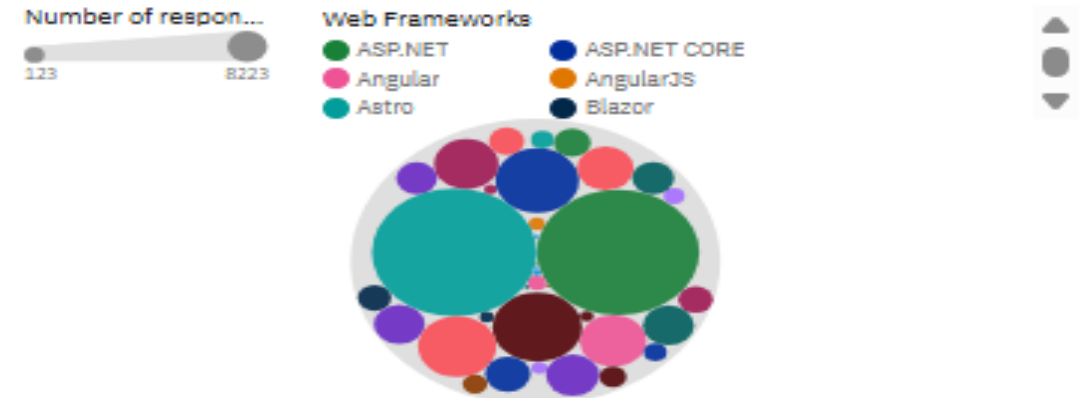 Number of respon...
123 8223
Web Frameworks
ASP.NET ASP.NET CORE
Angular AngularJS
Astro Blazor